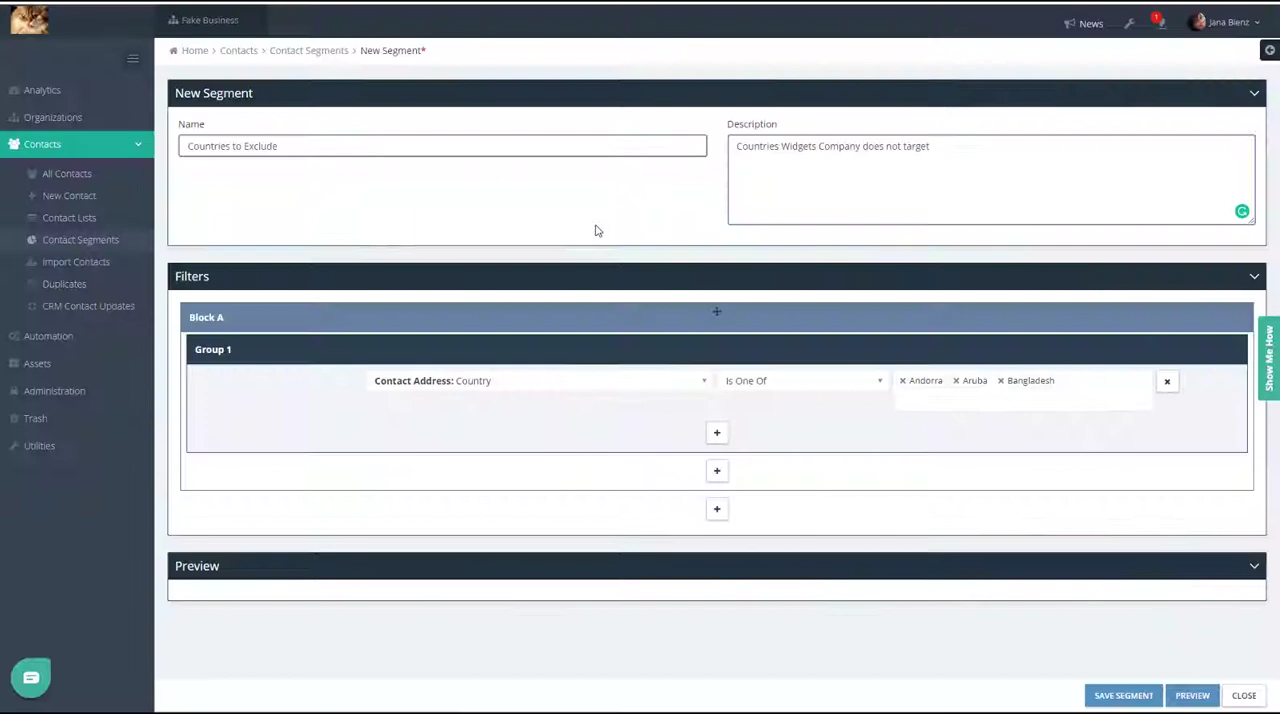 Fake Business
News
1
Jana Bienz
Home > Contacts > Contact Segments > New Segment*
Analytics
Organizations
Contacts
All Contacts
New Contact
Contact Lists
Contact Segments
Import Contacts
Duplicates
CRM Contact Updates
Automation
Assets
Administration
Trash
Utilities
New Segment
Name
Description
Countries to Exclude
Countries Widgets Company does not target
Filters
Block A
Group 1
Contact Address: Country
Is One Of
× Andorra × Aruba × Bangladesh
×
+
+
+
Preview
Show Me How
SAVE SEGMENT
PREVIEW
CLOSE